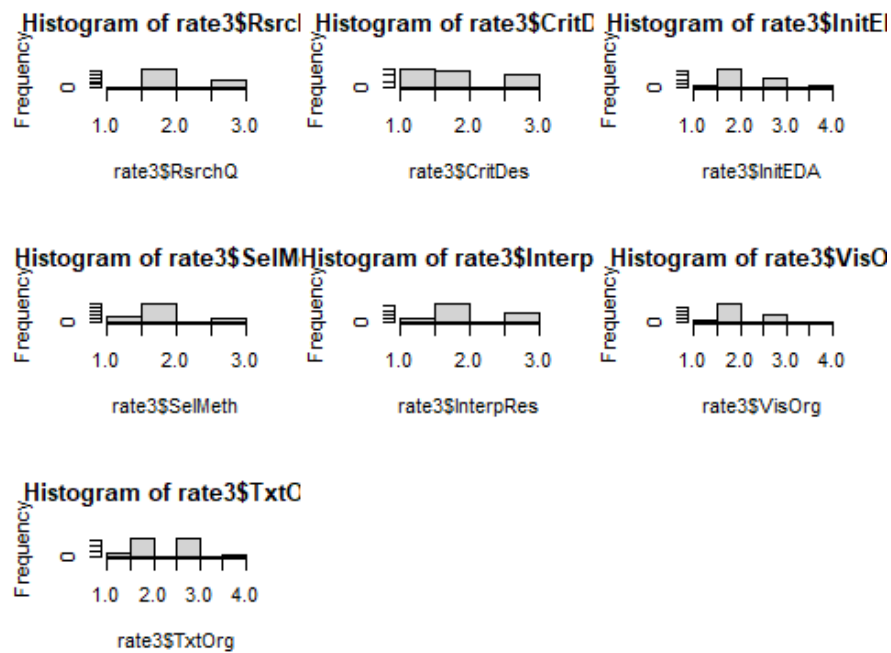 Histogram of rate3$Rsrcl
Frequency
0
1.0 2.0 3.0
rate3$RsrchQ
Histogram of rate3$CritD
Frequency
0
1.0 2.0 3.0
rate3$CritDes
Histogram of rate3$InitEI
Frequency
0
1.0 2.0 3.0 4.0
rate3$InitEDA
Histogram of rate3$SelM
Frequency
0
1.0 2.0 3.0
rate3$SelMeth
Histogram of rate3$Interp
Frequency
0
1.0 2.0 3.0
rate3$InterpRes
Histogram of rate3$VisO
Frequency
0
1.0 2.0 3.0 4.0
rate3$VisOrg
Histogram of rate3$TxtO
Frequency
0
1.0 2.0 3.0 4.0
rate3$TxtOrg